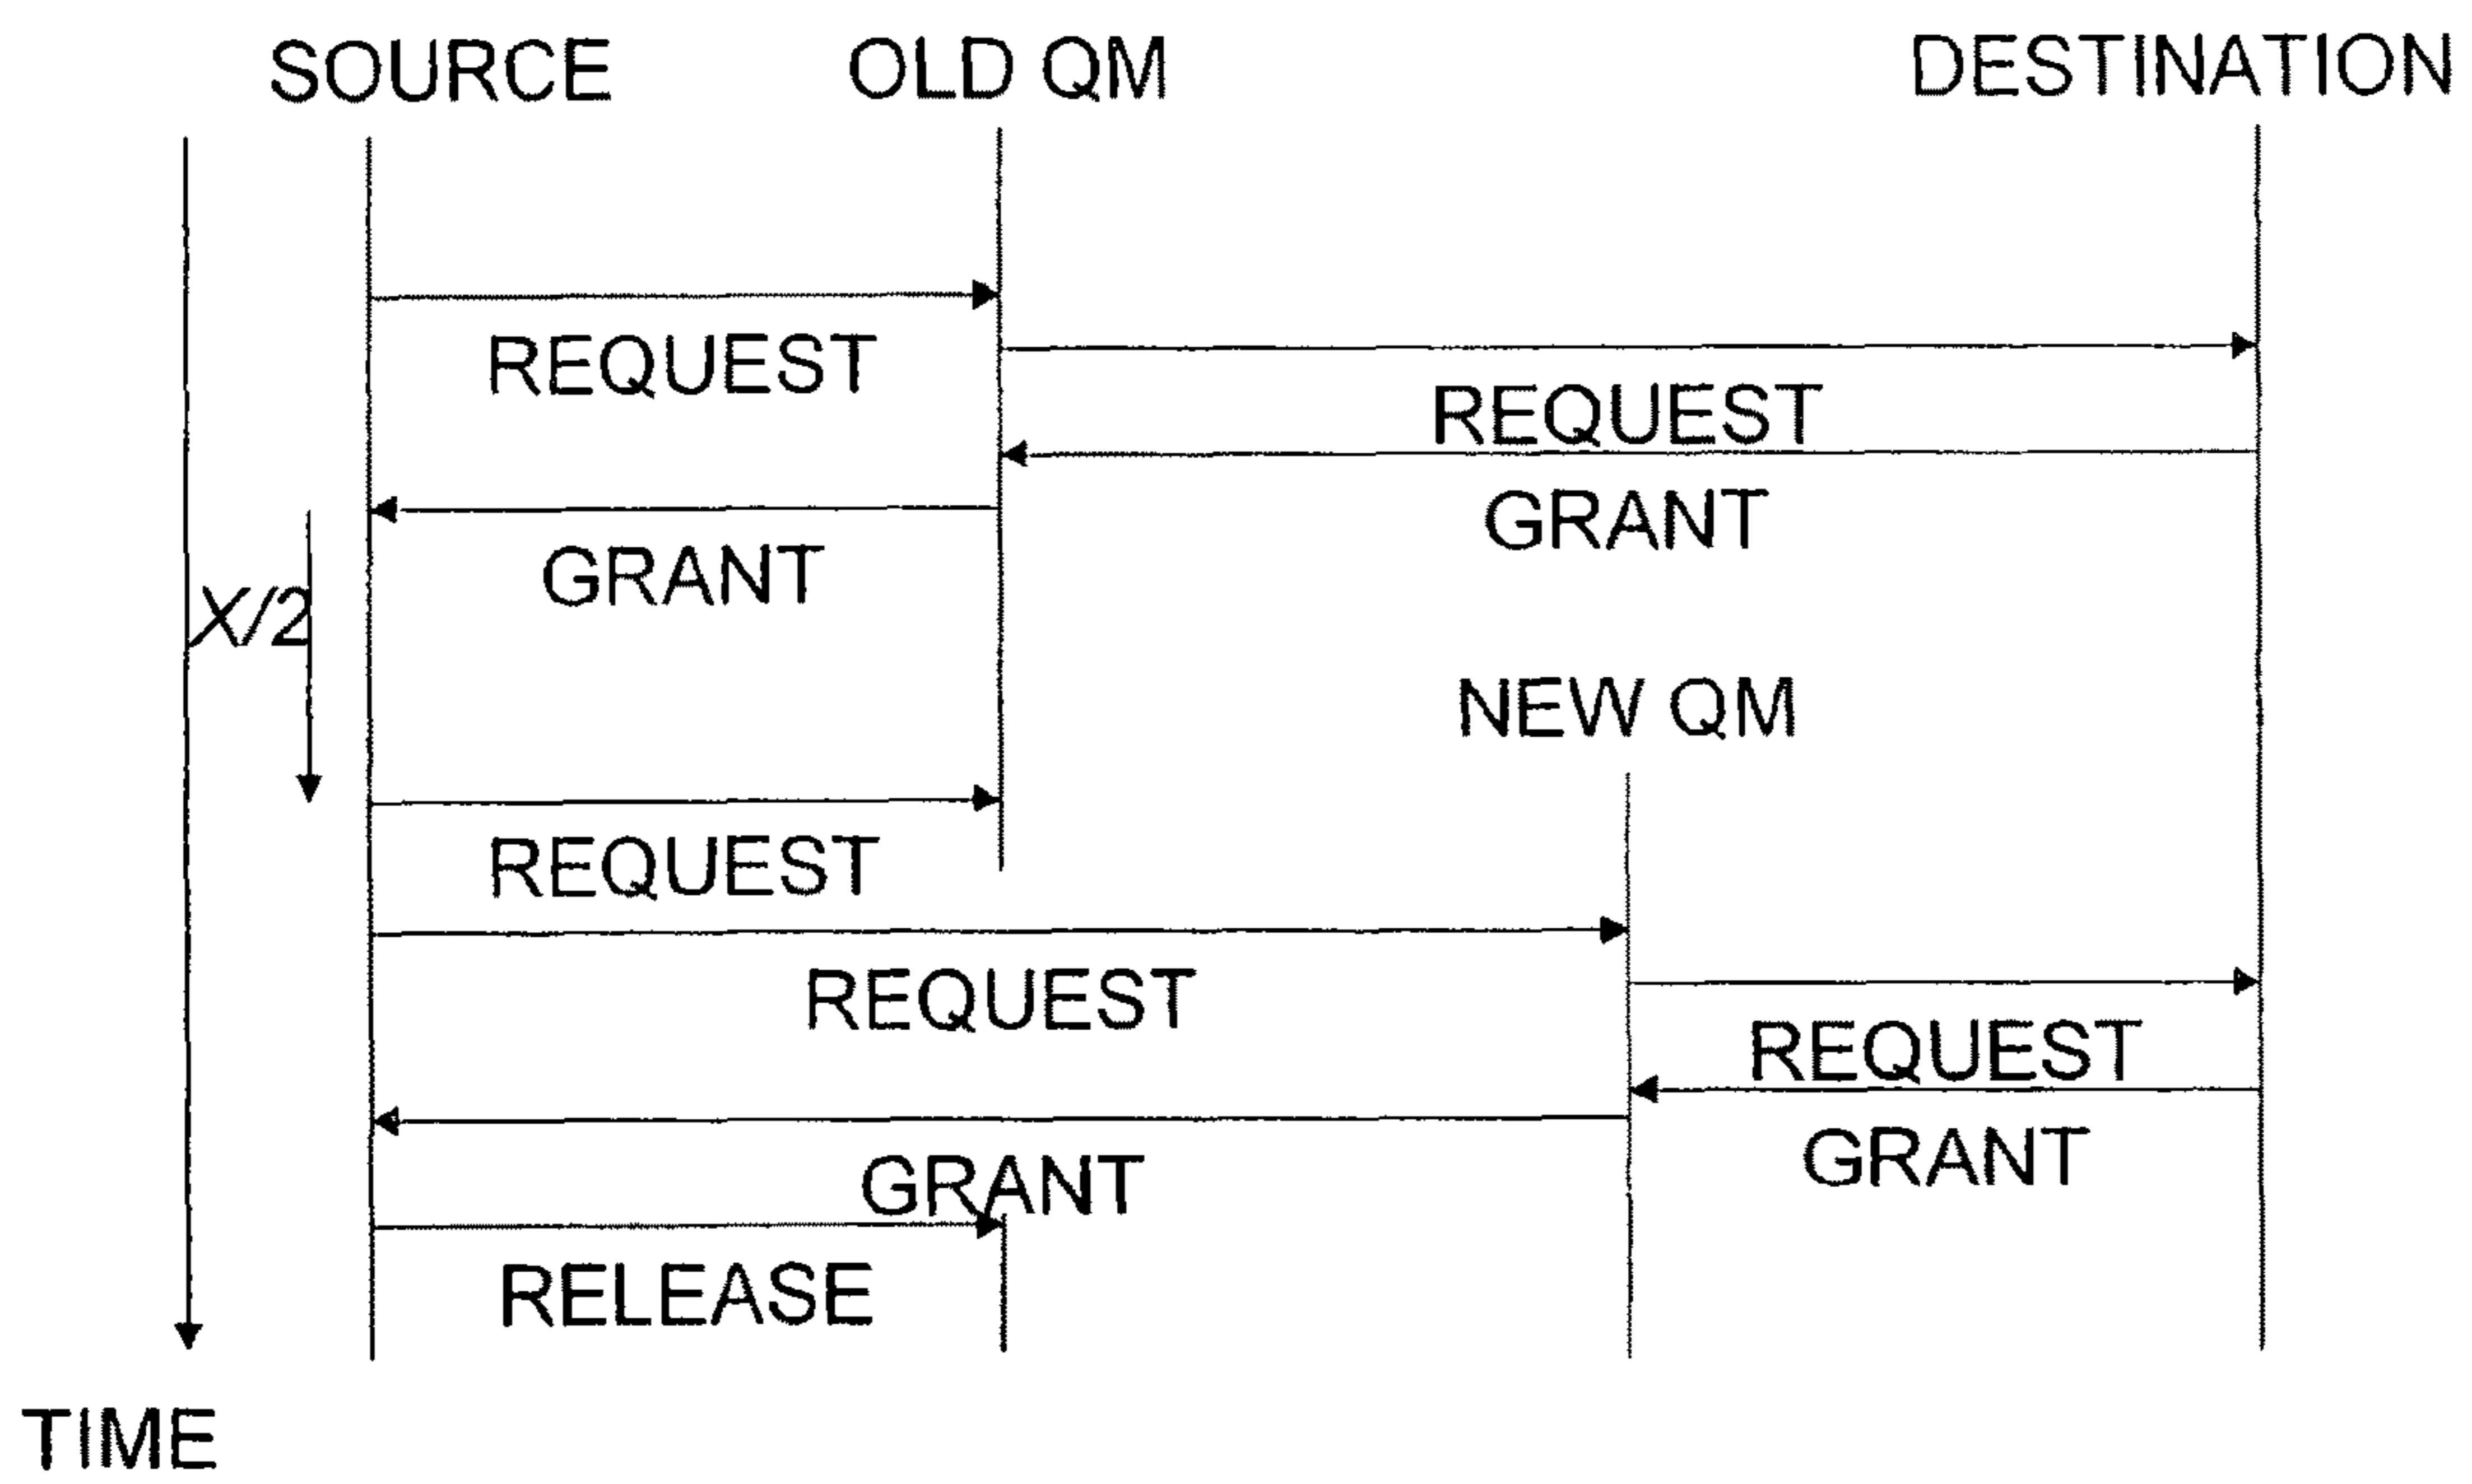 SOURCE OLD QM DESTINATION
REQUEST
REQUEST
GRANT
GRANT
X/2
NEW QM
REQUEST
REQUEST
REQUEST
GRANT
GRANT
RELEASE
TIME